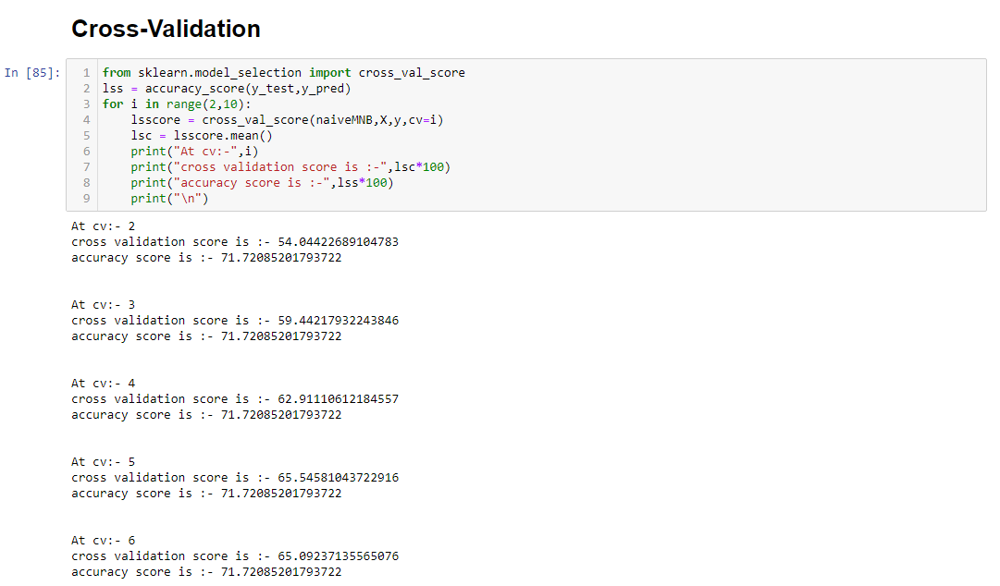 Cross-Validation
In [85]:
1 from sklearn.model_selection import cross_val_score
2 lss = accuracy_score(y_test,y_pred)
3 for i in range(2,10):
4     lsscore = cross_val_score(naiveMNB,X,y,cv=i)
5     lsc = lsscore.mean()
6     print("At cv:-",i)
7     print("cross validation score is :-",lsc*100)
8     print("accuracy score is :-",lss*100)
9     print("\n")
At cv:- 2
cross validation score is :- 54.04422689104783
accuracy score is :- 71.72085201793722
At cv:- 3
cross validation score is :- 59.44217932243846
accuracy score is :- 71.72085201793722
At cv:- 4
cross validation score is :- 62.91110612184557
accuracy score is :- 71.72085201793722
At cv:- 5
cross validation score is :- 65.54581043722916
accuracy score is :- 71.72085201793722
At cv:- 6
cross validation score is :- 65.09237135565076
accuracy score is :- 71.72085201793722